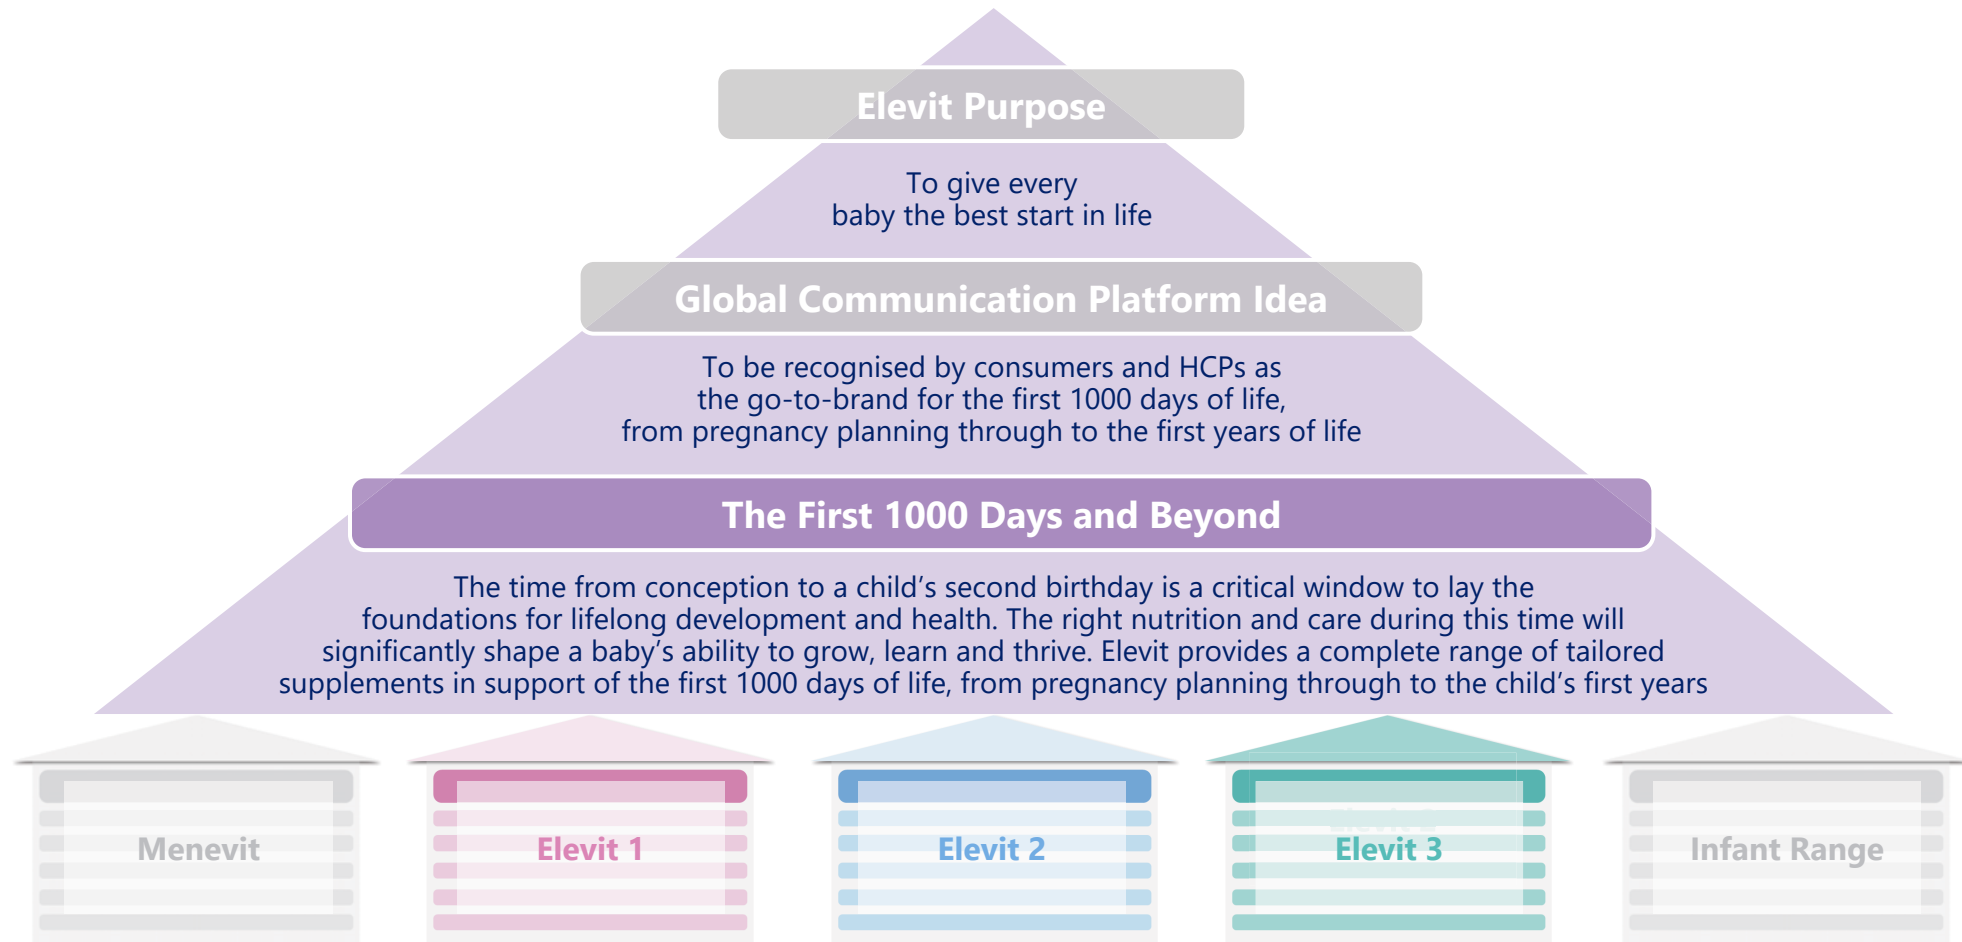 Elevit Purpose
To give every
baby the best start in life
Global Communication Platform Idea
To be recognised by consumers and HCPs as
the go-to-brand for the first 1000 days of life,
from pregnancy planning through to the first years of life
The First 1000 Days and Beyond
The time from conception to a child’s second birthday is a critical window to lay the
foundations for lifelong development and health. The right nutrition and care during this time will
significantly shape a baby’s ability to grow, learn and thrive. Elevit provides a complete range of tailored
supplements in support of the first 1000 days of life, from pregnancy planning through to the child’s first years
Menevit
Elevit 1
Elevit 2
Elevit 3
Infant Range